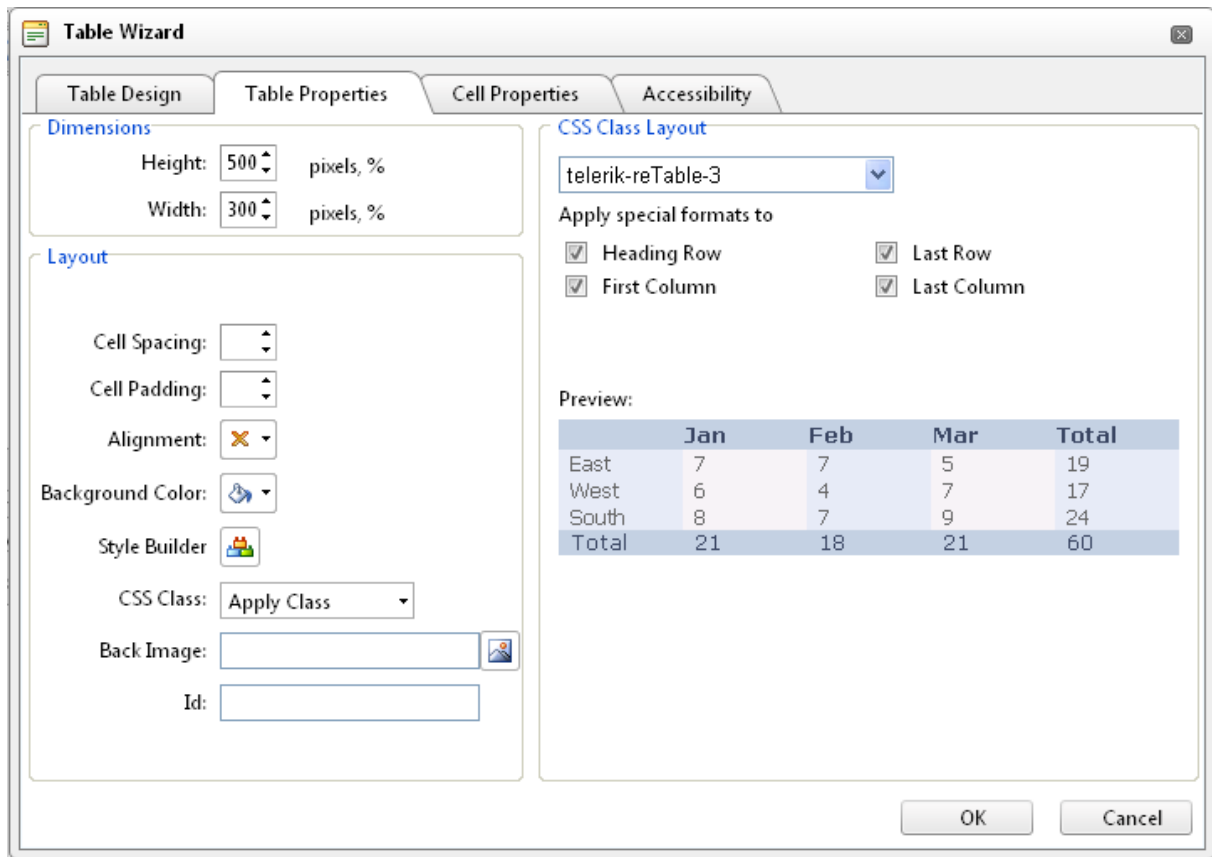 Table Wizard
Table Design Table Properties Cell Properties Accessibility
Dimensions
Height: 500 pixels, %
Width: 300 pixels, %
Layout
Cell Spacing:
Cell Padding:
Alignment:
Background Color:
Style Builder
CSS Class: Apply Class
Back Image:
Id:
CSS Class Layout
telerik-reTable-3
Apply special formats to
Heading Row Last Row
First Column Last Column
Preview:
Jan Feb Mar Total
East 7 7 5 19
West 6 4 7 17
South 8 7 9 24
Total 21 18 21 60
OK Cancel